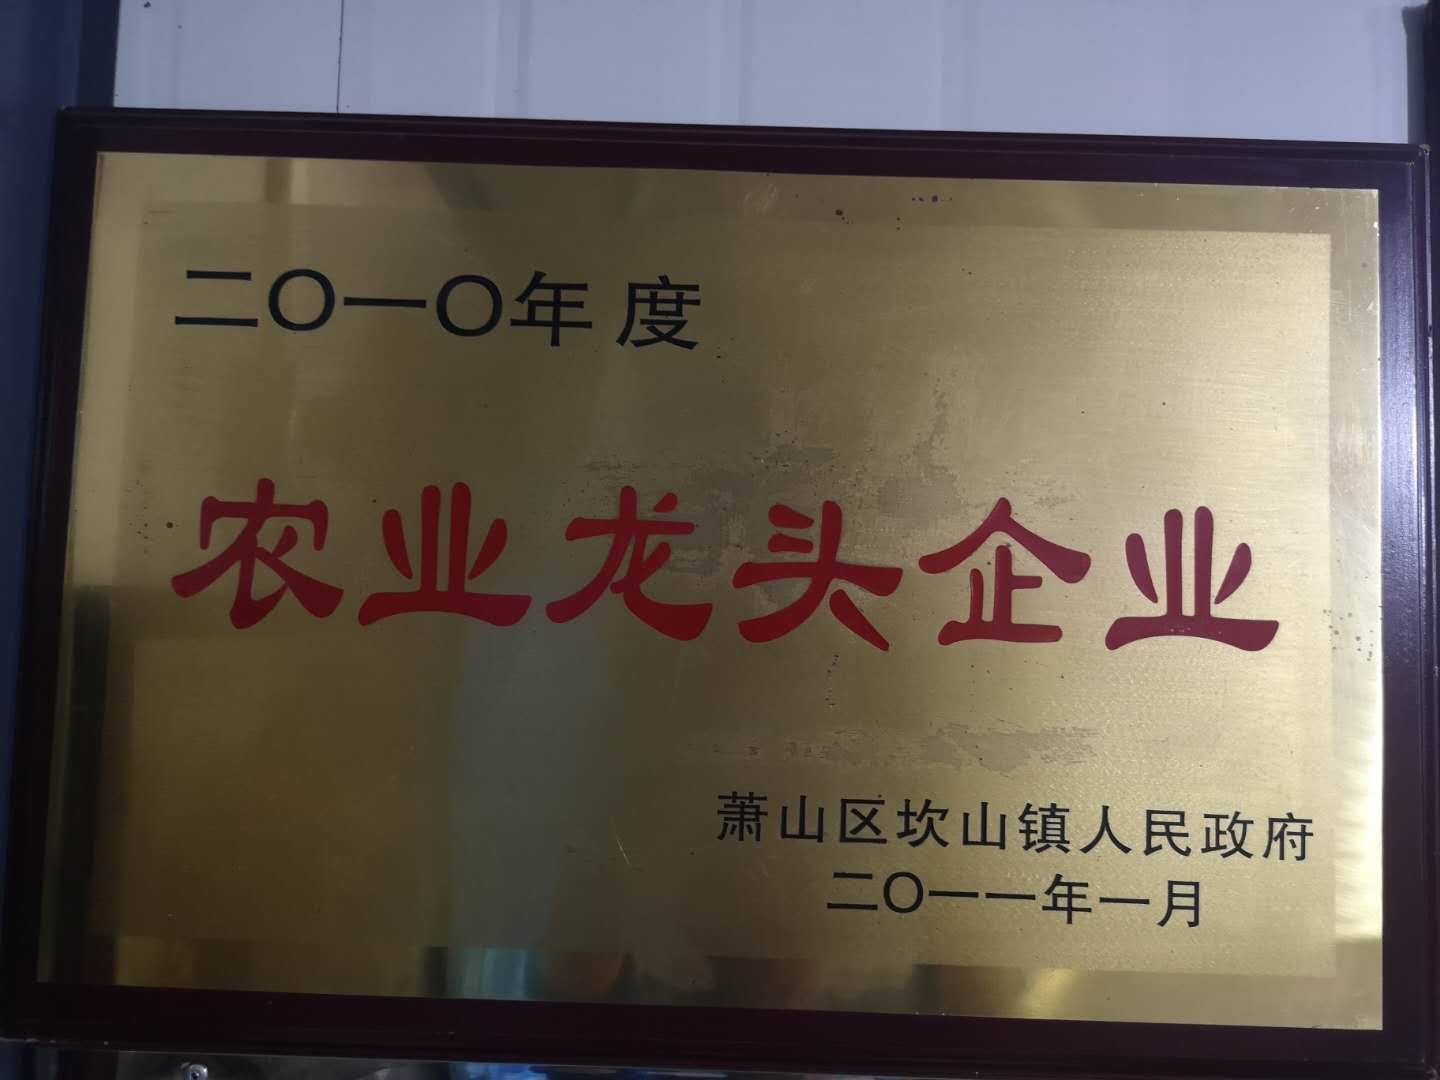 二〇一〇年度
农业龙头企业
萧山区坎山镇人民政府
二〇一一年一月